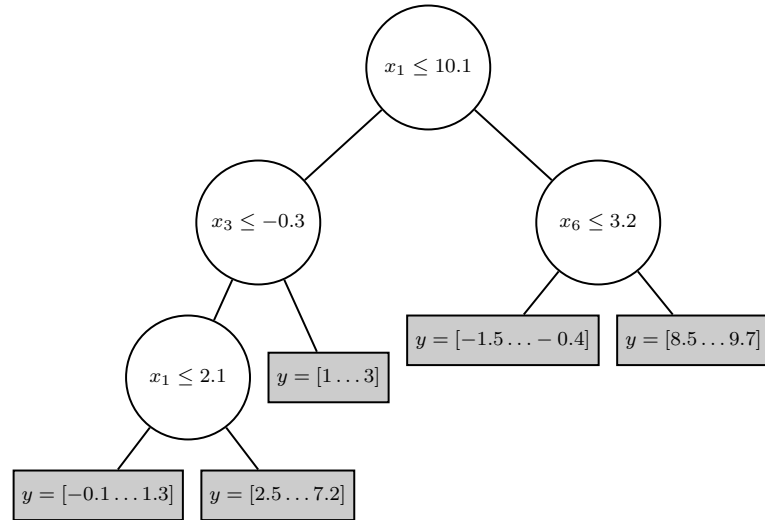 x₁ ≤ 10.1
x₃ ≤ −0.3
x₆ ≤ 3.2
x₁ ≤ 2.1
y = [1 . . . 3]
y = [−1.5 . . . − 0.4]
y = [8.5 . . . 9.7]
y = [−0.1 . . . 1.3]
y = [2.5 . . . 7.2]